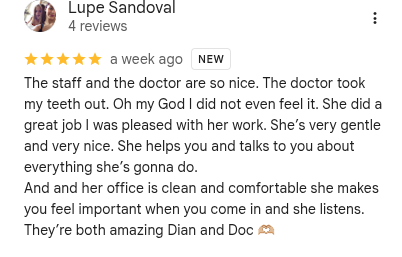 Lupe Sandoval
4 reviews
a week ago NEW
The staff and the doctor are so nice. The doctor took
my teeth out. Oh my God I did not even feel it. She did a
great job I was pleased with her work. She’s very gentle
and very nice. She helps you and talks to you about
everything she’s gonna do.
And and her office is clean and comfortable she makes
you feel important when you come in and she listens.
They’re both amazing Dian and Doc 🫶🏼